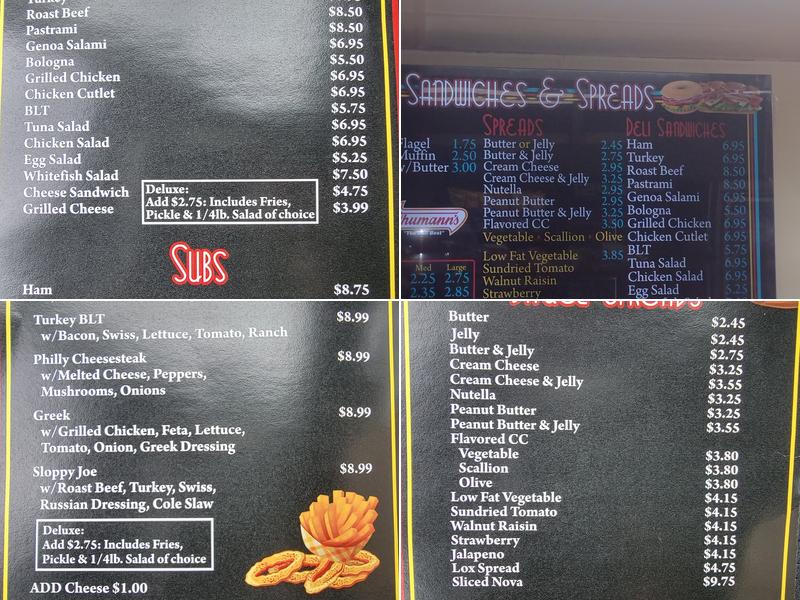 Roast Beef $8.50
Pastrami $8.50
Genoa Salami $6.95
Bologna $5.50
Grilled Chicken $6.95
Chicken Cutlet $6.95
BLT $5.75
Tuna Salad $6.95
Chicken Salad $6.95
Egg Salad $5.25
Whitefish Salad $7.50
Cheese Sandwich $4.75
Grilled Cheese $3.99
Deluxe:
Add $2.75: Includes Fries,
Pickle & 1/4lb. Salad of choice
SUBS
Ham $8.75
SANDWICHES & SPREADS
SPREADS
Flagel 1.75
Muffin 2.50
w/Butter 3.00
Butter or Jelly 2.45
Butter & Jelly 2.75
Cream Cheese 2.95
Cream Cheese & Jelly 3.25
Nutella 2.95
Peanut Butter 2.95
Peanut Butter & Jelly 3.25
Flavored CC 3.50
Vegetable · Scallion · Olive
Low Fat Vegetable 3.85
Sundried Tomato
Walnut Raisin
Strawberry
Med Large
2.25 2.75
2.35 2.85
DELI SANDWICHES
Ham 6.95
Turkey 6.95
Roast Beef 8.50
Pastrami 8.50
Genoa Salami 6.95
Bologna 5.50
Grilled Chicken 6.95
Chicken Cutlet 6.95
BLT 5.75
Tuna Salad 6.95
Chicken Salad 6.95
Egg Salad 5.25
Turkey BLT $8.99
w/Bacon, Swiss, Lettuce, Tomato, Ranch
Philly Cheesesteak $8.99
w/Melted Cheese, Peppers,
Mushrooms, Onions
Greek $8.99
w/Grilled Chicken, Feta, Lettuce,
Tomato, Onion, Greek Dressing
Sloppy Joe $8.99
w/Roast Beef, Turkey, Swiss,
Russian Dressing, Cole Slaw
Deluxe:
Add $2.75: Includes Fries,
Pickle & 1/4lb. Salad of choice
ADD Cheese $1.00
Butter $2.45
Jelly $2.45
Butter & Jelly $2.75
Cream Cheese $3.25
Cream Cheese & Jelly $3.55
Nutella $3.25
Peanut Butter $3.25
Peanut Butter & Jelly $3.55
Flavored CC
Vegetable $3.80
Scallion $3.80
Olive $3.80
Low Fat Vegetable $4.15
Sundried Tomato $4.15
Walnut Raisin $4.15
Strawberry $4.15
Jalapeno $4.15
Lox Spread $4.75
Sliced Nova $9.75